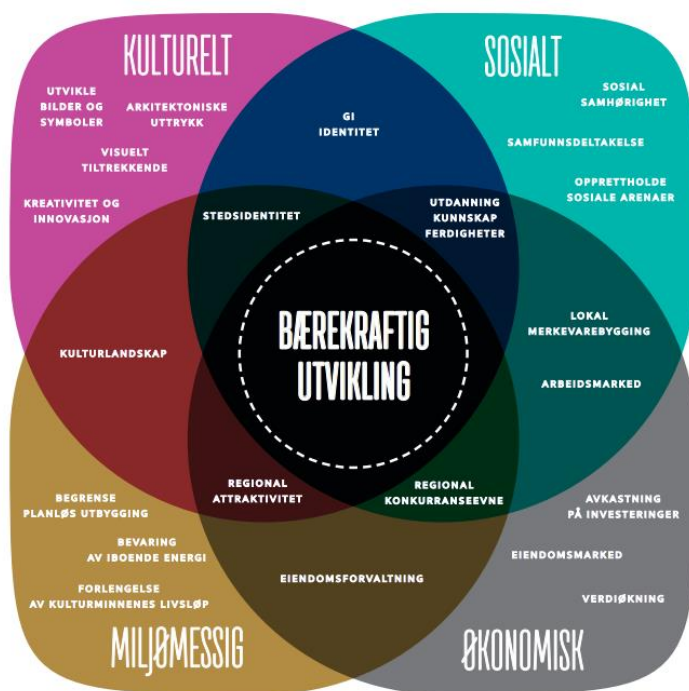 KULTURELT
UTVIKLE
BILDER OG
SYMBOLER
ARKITEKTONISKE
UTTRYKK
VISUELT
TILTREKKENDE
KREATIVITET OG
INNOVASJON
GI
IDENTITET
SOSIALT
SOSIAL
SAMHØRIGHET
SAMFUNNSDELTAKELSE
OPPRETTHOLDE
SOSIALE ARENAER
STEDSIDENTITET
UTDANNING
KUNNSKAP
FERDIGHETER
KULTURLANDSKAP
BÆREKRAFTIG
UTVIKLING
LOKAL
MERKEVAREBYGGING
ARBEIDSMARKED
REGIONAL
ATTRAKTIVITET
REGIONAL
KONKURRANSEEVNE
BEGRENSE
PLANLØS UTBYGGING
BEVARING
AV IBOENDE ENERGI
FORLENGELSE
AV KULTURMINNENES LIVSLØP
MILJØMESSIG
EIENDOMSFORVALTNING
AVKASTNING
PÅ INVESTERINGER
EIENDOMSMARKED
VERDIØKNING
ØKONOMISK